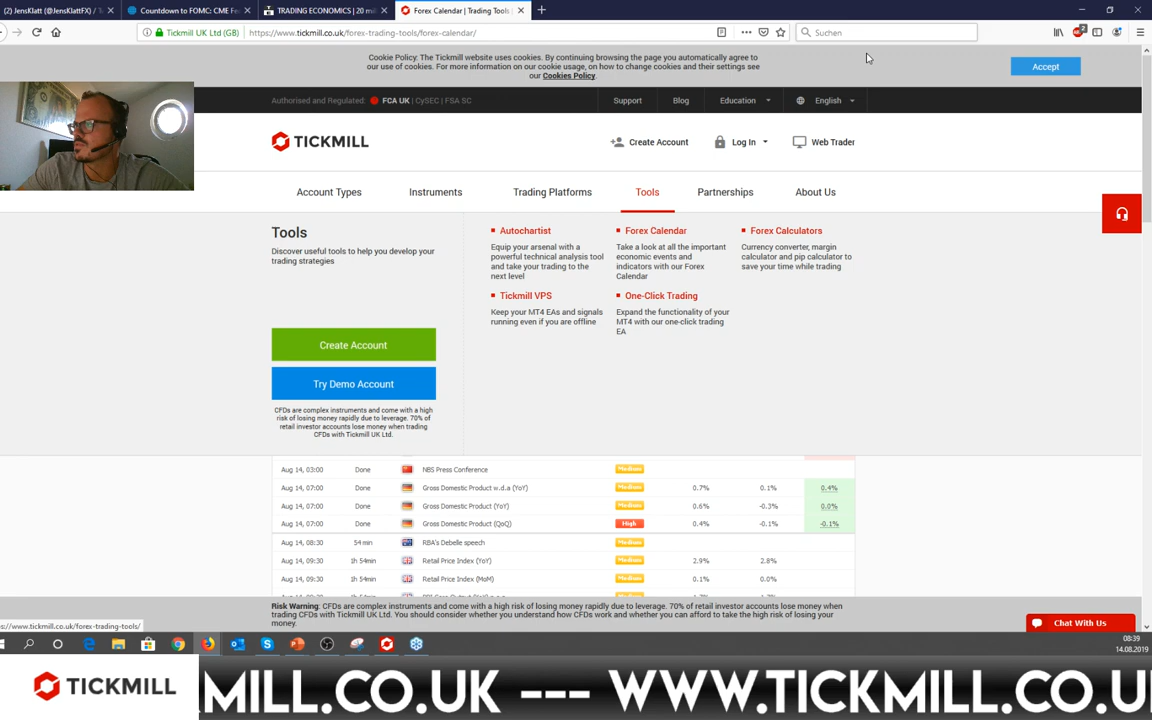 (2) JensKlatt (@JensKlattFX) / T
Countdown to FOMC: CME Fe
TRADING ECONOMICS | 20 mi
Forex Calendar | Trading Tools
Tickmill UK Ltd (GB)
https://www.tickmill.co.uk/forex-trading-tools/forex-calendar/
Suchen
2
Cookie Policy: The Tickmill website uses cookies. By continuing browsing the page you automatically agree to
our use of cookies. For more information on our cookie usage, on how to change cookies and their settings see
our Cookies Policy.
Accept
Authorised and Regulated: FCA UK | CySEC | FSA SC
Support
Blog
Education
English
TICKMILL
Create Account
Log In
Web Trader
Account Types
Instruments
Trading Platforms
Tools
Partnerships
About Us
Tools
Discover useful tools to help you develop your
trading strategies
Create Account
Try Demo Account
CFDs are complex instruments and come with a high
risk of losing money rapidly due to leverage. 70% of
retail investor accounts lose money when trading
CFDs with Tickmill UK Ltd.
Autochartist
Equip your arsenal with a
powerful technical analysis tool
and take your trading to the
next level
Forex Calendar
Take a look at all the important
economic events and
indicators with our Forex
Calendar
Forex Calculators
Currency converter, margin
calculator and pip calculator to
save your time while trading
Tickmill VPS
Keep your MT4 EAs and signals
running even if you are offline
One-Click Trading
Expand the functionality of your
MT4 with our one-click trading
EA
Aug 14, 03:00 Done NBS Press Conference Medium
Aug 14, 07:00 Done Gross Domestic Product w.d.a (YoY) Medium 0.7% 0.1% 0.4%
Aug 14, 07:00 Done Gross Domestic Product (YoY) Medium 0.6% -0.3% 0.0%
Aug 14, 07:00 Done Gross Domestic Product (QoQ) High 0.4% -0.1% -0.1%
Aug 14, 08:30 54 min RBA's Debelle speech Medium
Aug 14, 09:30 1h 54min Retail Price Index (YoY) Medium 2.9% 2.8%
Aug 14, 09:30 1h 54min Retail Price Index (MoM) Medium 0.1% 0.0%
Risk Warning: CFDs are complex instruments and come with a high risk of losing money rapidly due to leverage. 70% of retail investor accounts lose money when
trading CFDs with Tickmill UK Ltd. You should consider whether you understand how CFDs work and whether you can afford to take the high risk of losing your
money.
Chat With Us
s://www.tickmill.co.uk/forex-trading-tools/
08:39
14.08.2019
TICKMILL
MILL.CO.UK --- WWW.TICKMILL.CO.U